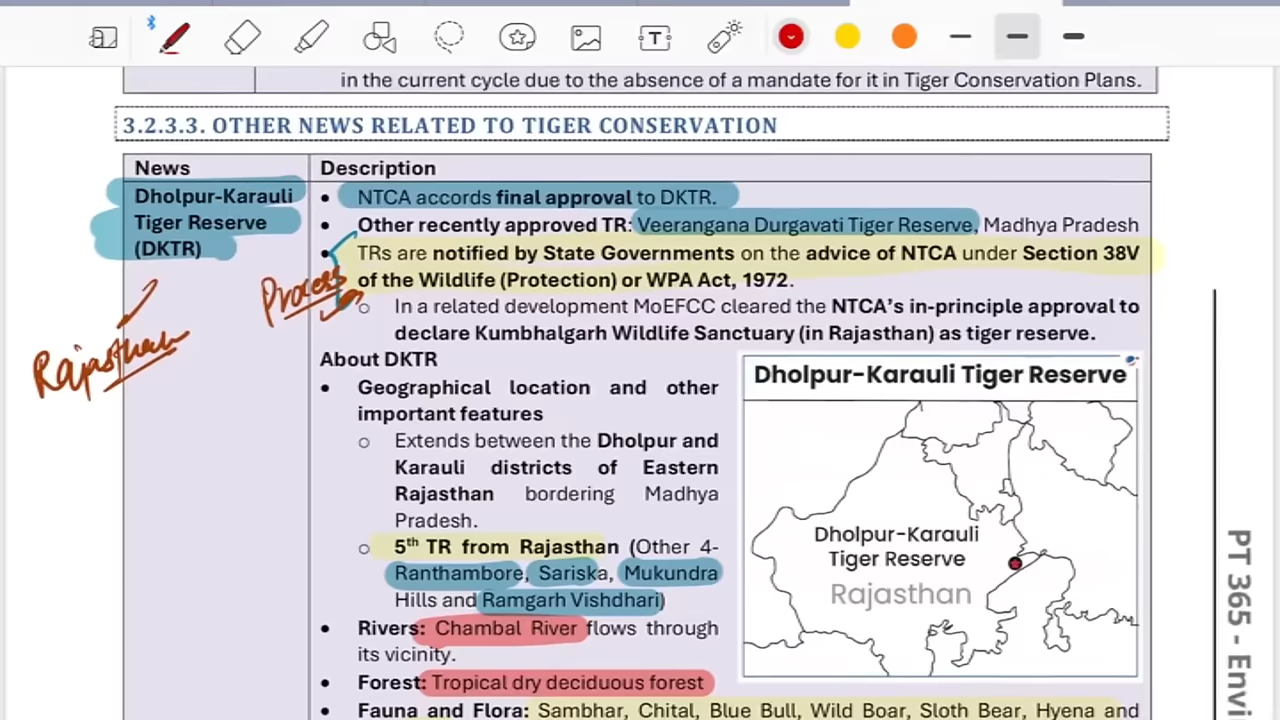 in the current cycle due to the absence of a mandate for it in Tiger Conservation Plans.
3.2.3.3. OTHER NEWS RELATED TO TIGER CONSERVATION
News
Description
Dholpur-Karauli
Tiger Reserve
(DKTR)
Rajasthan
Process
• NTCA accords final approval to DKTR.
• Other recently approved TR: Veerangana Durgavati Tiger Reserve, Madhya Pradesh
• TRs are notified by State Governments on the advice of NTCA under Section 38V
of the Wildlife (Protection) or WPA Act, 1972.
o In a related development MoEFCC cleared the NTCA's in-principle approval to
declare Kumbhalgarh Wildlife Sanctuary (in Rajasthan) as tiger reserve.
About DKTR
• Geographical location and other
important features
o Extends between the Dholpur and
Karauli districts of Eastern
Rajasthan bordering Madhya
Pradesh.
o 5th TR from Rajasthan (Other 4-
Ranthambore, Sariska, Mukundra
Hills and Ramgarh Vishdhari)
• Rivers: Chambal River flows through
its vicinity.
• Forest: Tropical dry deciduous forest
• Fauna and Flora: Sambhar, Chital, Blue Bull, Wild Boar, Sloth Bear, Hyena and
Dholpur-Karauli Tiger Reserve
Dholpur-Karauli
Tiger Reserve
Rajasthan
PT 365 - Envi
T